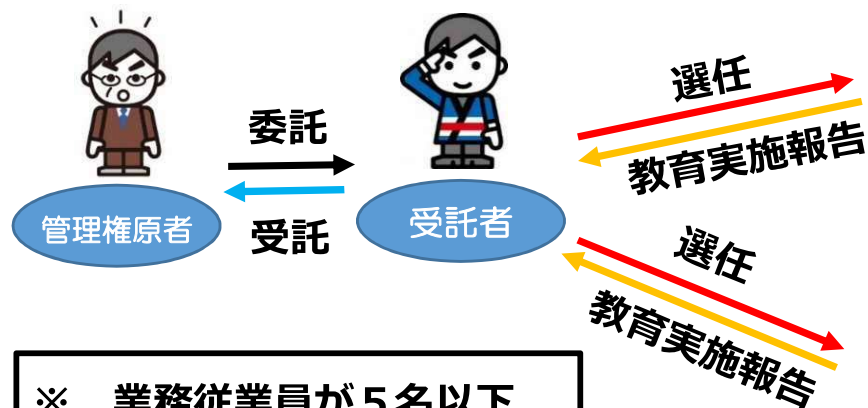 選任
委託
教育実施報告
管理権原者
受託
受託者
選任
教育実施報告
※　業務従業員が５名以下